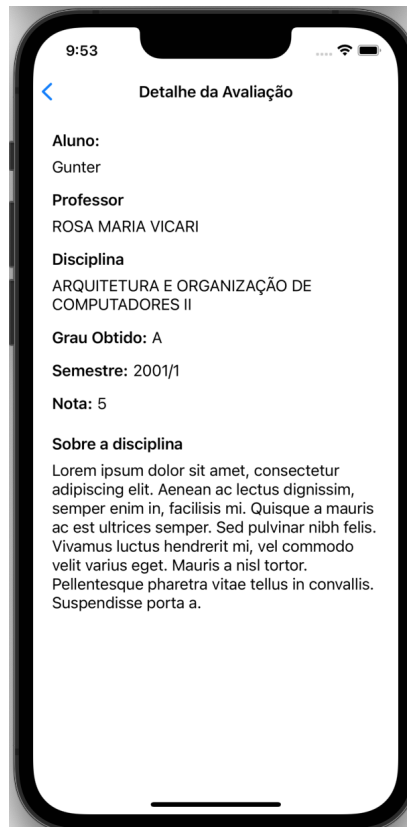 9:53
Detalhe da Avaliação
Aluno:
Gunter
Professor
ROSA MARIA VICARI
Disciplina
ARQUITETURA E ORGANIZAÇÃO DE
COMPUTADORES II
Grau Obtido: A
Semestre: 2001/1
Nota: 5
Sobre a disciplina
Lorem ipsum dolor sit amet, consectetur
adipiscing elit. Aenean ac lectus dignissim,
semper enim in, facilisis mi. Quisque a mauris
ac est ultrices semper. Sed pulvinar nibh felis.
Vivamus luctus hendrerit mi, vel commodo
velit varius eget. Mauris a nisl tortor.
Pellentesque pharetra vitae tellus in convallis.
Suspendisse porta a.